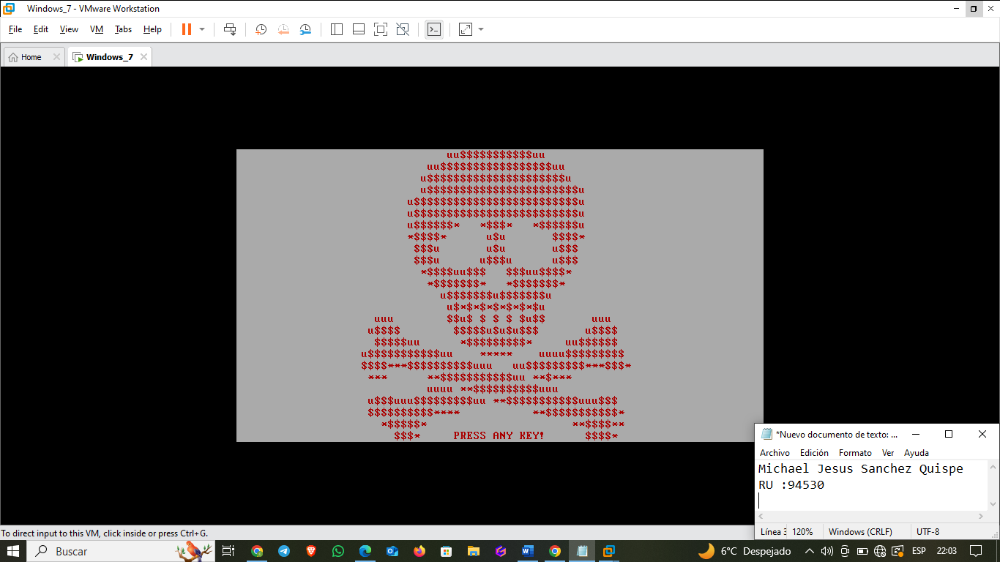 Windows_7 - VMware Workstation
File Edit View VM Tabs Help
Home Windows_7
uu$$$$$$$$$$$uu
uu$$$$$$$$$$$$$$$$$uu
u$$$$$$$$$$$$$$$$$$$$$u
u$$$$$$$$$$$$$$$$$$$$$$$u
u$$$$$$$$$$$$$$$$$$$$$$$$$u
u$$$$$$$$$$$$$$$$$$$$$$$$$u
u$$$$$$*   *$$$*   *$$$$$$u
*$$$$*      u$u       $$$$*
$$$u       u$u       u$$$
$$$u      u$$$u      u$$$
*$$$$uu$$$   $$$uu$$$$*
*$$$$$$$*   *$$$$$$$*
u$$$$$$$u$$$$$$$u
u$*$*$*$*$*$*$u
uuu        $$u$ $ $ $ $u$$       uuu
u$$$$        $$$$$u$u$u$$$       u$$$$
$$$$$uu      *$$$$$$$$$*     uu$$$$$$
u$$$$$$$$$$$uu    *****    uuuu$$$$$$$$$
$$$$***$$$$$$$$$$uuu   uu$$$$$$$$$***$$$*
***      **$$$$$$$$$$$uu **$***
uuuu **$$$$$$$$$$uuu
u$$$uuu$$$$$$$$$uu **$$$$$$$$$$$uuu$$$
$$$$$$$$$$****           **$$$$$$$$$$$*
*$$$$$*                      **$$$$**
$$$*     PRESS ANY KEY!      $$$$*
*Nuevo documento de texto: ...
Archivo Edición Formato Ver Ayuda
Michael Jesus Sanchez Quispe
RU :94530
Línea 3 120% Windows (CRLF) UTF-8
To direct input to this VM, click inside or press Ctrl+G.
Buscar 6°C Despejado ESP 22:03